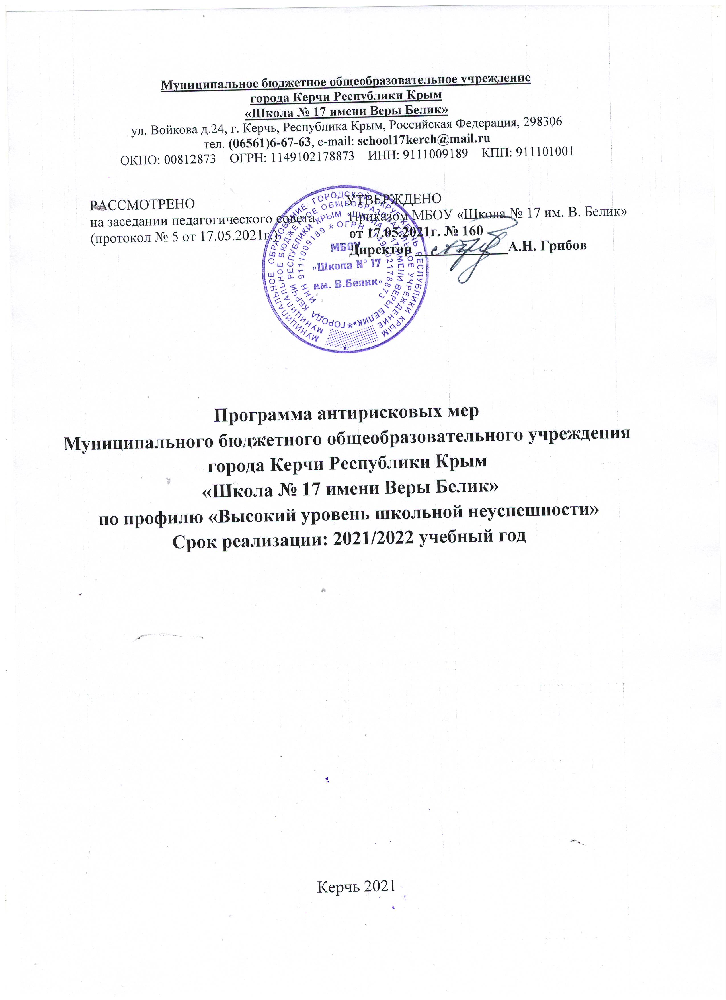 Муниципальное бюджетное общеобразовательное учреждение
города Керчи Республики Крым
«Школа № 17 имени Веры Белик»
ул. Войкова д.24, г. Керчь, Республика Крым, Российская Федерация, 298306
тел. (06561)6-67-63, e-mail: school17kerch@mail.ru
ОКПО: 00812873 ОГРН: 1149102178873 ИНН: 9111009189 КПП: 911101001
РАССМОТРЕНО
на заседании педагогического совета
(протокол № 5 от 17.05.2021г.)
УТВЕРЖДЕНО
Приказом МБОУ «Школа № 17 им. В. Белик»
от 17.05.2021г. № 160
Директор ______________А.Н. Грибов
МУНИЦИПАЛЬНОЕ ОБРАЗОВАНИЕ ГОРОДСКОЙ ОКРУГ КЕРЧЬ РЕСПУБЛИКИ КРЫМ
МУНИЦИПАЛЬНОЕ БЮДЖЕТНОЕ ОБЩЕОБРАЗОВАТЕЛЬНОЕ УЧРЕЖДЕНИЕ
ГОРОДА КЕРЧИ РЕСПУБЛИКИ КРЫМ «ШКОЛА № 17 ИМЕНИ ВЕРЫ БЕЛИК»*
ИНН 9111009189 * ОГРН 1149102178873
МБОУ
«Школа № 17
им. В.Белик»
Программа антирисковых мер
Муниципального бюджетного общеобразовательного учреждения
города Керчи Республики Крым
«Школа № 17 имени Веры Белик»
по профилю «Высокий уровень школьной неуспешности»
Срок реализации: 2021/2022 учебный год
Керчь 2021